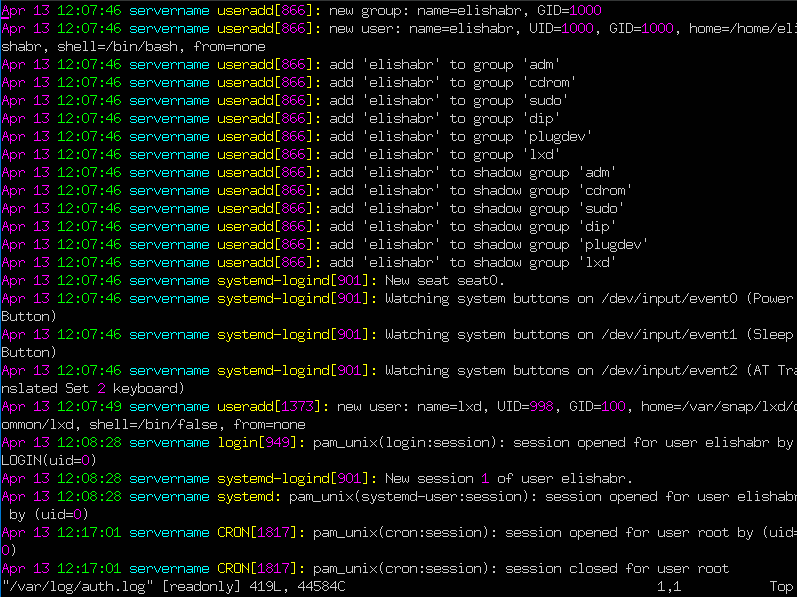 Apr 13 12:07:46 servername useradd[866]: new group: name=elishabr, GID=1000
Apr 13 12:07:46 servername useradd[866]: new user: name=elishabr, UID=1000, GID=1000, home=/home/eli
shabr, shell=/bin/bash, from=none
Apr 13 12:07:46 servername useradd[866]: add 'elishabr' to group 'adm'
Apr 13 12:07:46 servername useradd[866]: add 'elishabr' to group 'cdrom'
Apr 13 12:07:46 servername useradd[866]: add 'elishabr' to group 'sudo'
Apr 13 12:07:46 servername useradd[866]: add 'elishabr' to group 'dip'
Apr 13 12:07:46 servername useradd[866]: add 'elishabr' to group 'plugdev'
Apr 13 12:07:46 servername useradd[866]: add 'elishabr' to group 'lxd'
Apr 13 12:07:46 servername useradd[866]: add 'elishabr' to shadow group 'adm'
Apr 13 12:07:46 servername useradd[866]: add 'elishabr' to shadow group 'cdrom'
Apr 13 12:07:46 servername useradd[866]: add 'elishabr' to shadow group 'sudo'
Apr 13 12:07:46 servername useradd[866]: add 'elishabr' to shadow group 'dip'
Apr 13 12:07:46 servername useradd[866]: add 'elishabr' to shadow group 'plugdev'
Apr 13 12:07:46 servername useradd[866]: add 'elishabr' to shadow group 'lxd'
Apr 13 12:07:46 servername systemd-logind[901]: New seat seat0.
Apr 13 12:07:46 servername systemd-logind[901]: Watching system buttons on /dev/input/event0 (Power
Button)
Apr 13 12:07:46 servername systemd-logind[901]: Watching system buttons on /dev/input/event1 (Sleep
Button)
Apr 13 12:07:46 servername systemd-logind[901]: Watching system buttons on /dev/input/event2 (AT Tra
nslated Set 2 keyboard)
Apr 13 12:07:49 servername useradd[1373]: new user: name=lxd, UID=998, GID=100, home=/var/snap/lxd/c
ommon/lxd, shell=/bin/false, from=none
Apr 13 12:08:28 servername login[949]: pam_unix(login:session): session opened for user elishabr by
LOGIN(uid=0)
Apr 13 12:08:28 servername systemd-logind[901]: New session 1 of user elishabr.
Apr 13 12:08:28 servername systemd: pam_unix(systemd-user:session): session opened for user elishabr
by (uid=0)
Apr 13 12:17:01 servername CRON[1817]: pam_unix(cron:session): session opened for user root by (uid=
0)
Apr 13 12:17:01 servername CRON[1817]: pam_unix(cron:session): session closed for user root
"/var/log/auth.log" [readonly] 419L, 44584C 1,1 Top